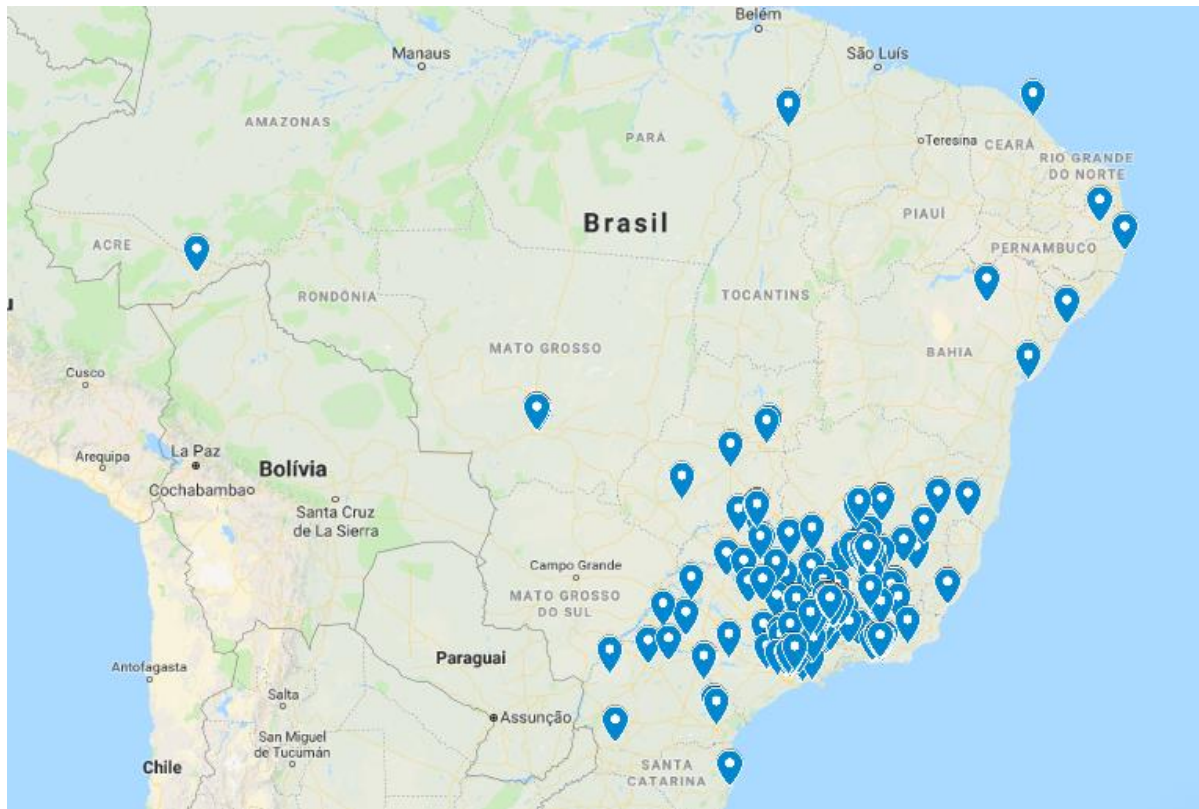 Belém
Manaus
São Luís
AMAZONAS
PARÁ
Teresina
CEARÁ
RIO GRANDE
DO NORTE
Brasil
PIAUÍ
ACRE
PERNAMBUCO
RONDÔNIA
TOCANTINS
MATO GROSSO
BAHIA
Cusco
La Paz
Arequipa
Bolívia
Cochabamba
Santa Cruz
de La Sierra
Campo Grande
MATO GROSSO
DO SUL
Paraguai
Antofagasta
Salta
Assunção
San Miguel
de Tucumán
Chile
SANTA
CATARINA